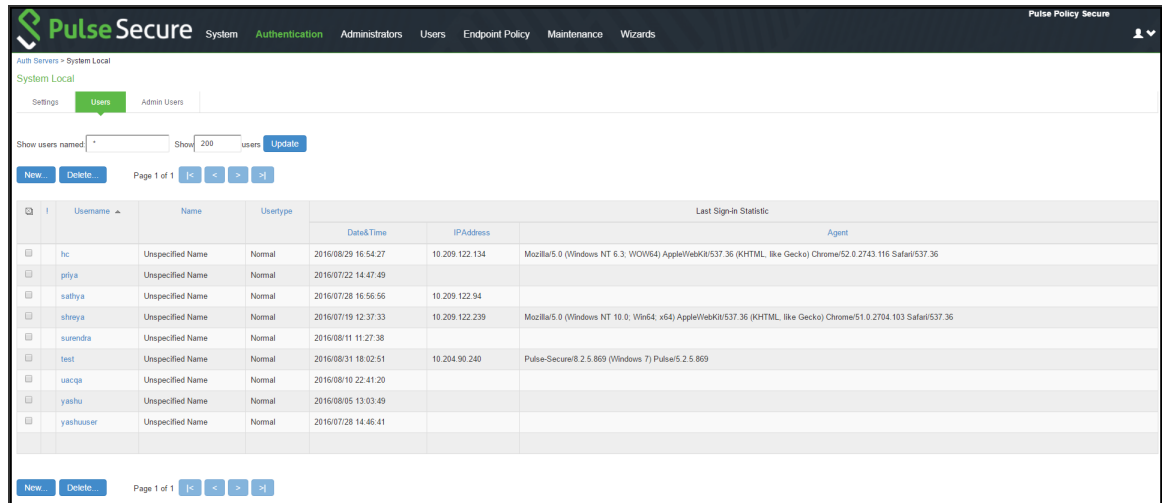 Pulse Policy Secure
Pulse Secure System Authentication Administrators Users Endpoint Policy Maintenance Wizards
Auth Servers > System Local
System Local
Settings Users Admin Users
Show users named: * Show 200 users Update
New... Delete... Page 1 of 1 |< < > >|
! Username Name Usertype Last Sign-in Statistic
Date&Time IPAddress Agent
hc Unspecified Name Normal 2016/08/29 16:54:27 10.209.122.134 Mozilla/5.0 (Windows NT 6.3; WOW64) AppleWebKit/537.36 (KHTML, like Gecko) Chrome/52.0.2743.116 Safari/537.36
priya Unspecified Name Normal 2016/07/22 14:47:49
sathya Unspecified Name Normal 2016/07/28 16:56:56 10.209.122.94
shreya Unspecified Name Normal 2016/07/19 12:37:33 10.209.122.239 Mozilla/5.0 (Windows NT 10.0; Win64; x64) AppleWebKit/537.36 (KHTML, like Gecko) Chrome/51.0.2704.103 Safari/537.36
surendra Unspecified Name Normal 2016/08/11 11:27:38
test Unspecified Name Normal 2016/08/31 18:02:51 10.204.90.240 Pulse-Secure/8.2.5.869 (Windows 7) Pulse/5.2.5.869
uacqa Unspecified Name Normal 2016/08/10 22:41:20
yashu Unspecified Name Normal 2016/08/05 13:03:49
yashuuser Unspecified Name Normal 2016/07/28 14:46:41
New... Delete... Page 1 of 1 |< < > >|